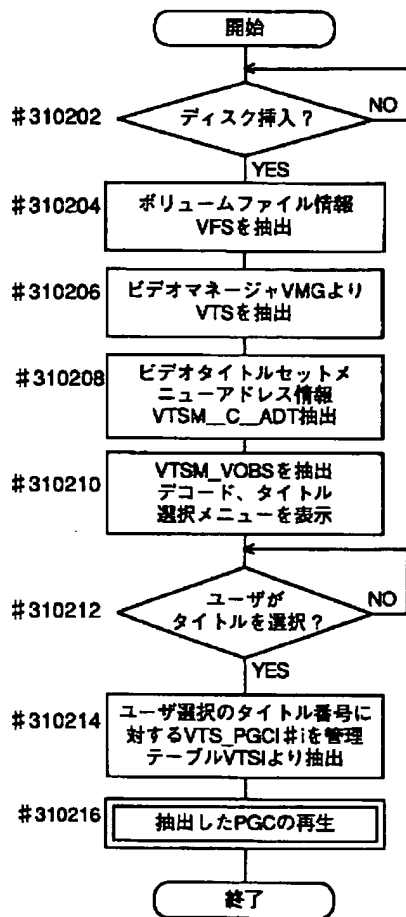 開始
#310202
ディスク挿入？
NO
YES
#310204
ボリュームファイル情報
VFSを抽出
#310206
ビデオマネージャVMGより
VTSを抽出
#310208
ビデオタイトルセットメ
ニューアドレス情報
VTSM__C__ADT抽出
#310210
VTSM_VOBSを抽出
デコード、タイトル
選択メニューを表示
#310212
ユーザが
タイトルを選択？
NO
YES
#310214
ユーザ選択のタイトル番号に
対するVTS_PGCI#iを管理
テーブルVTSIより抽出
#310216
抽出したPGCの再生
終了